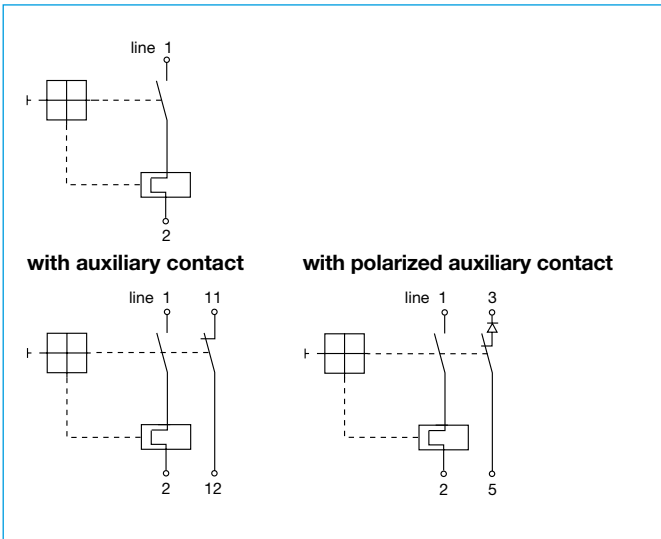 line 1
2
with auxiliary contact
with polarized auxiliary contact
line 1 11
line 1 3
2 12
2 5